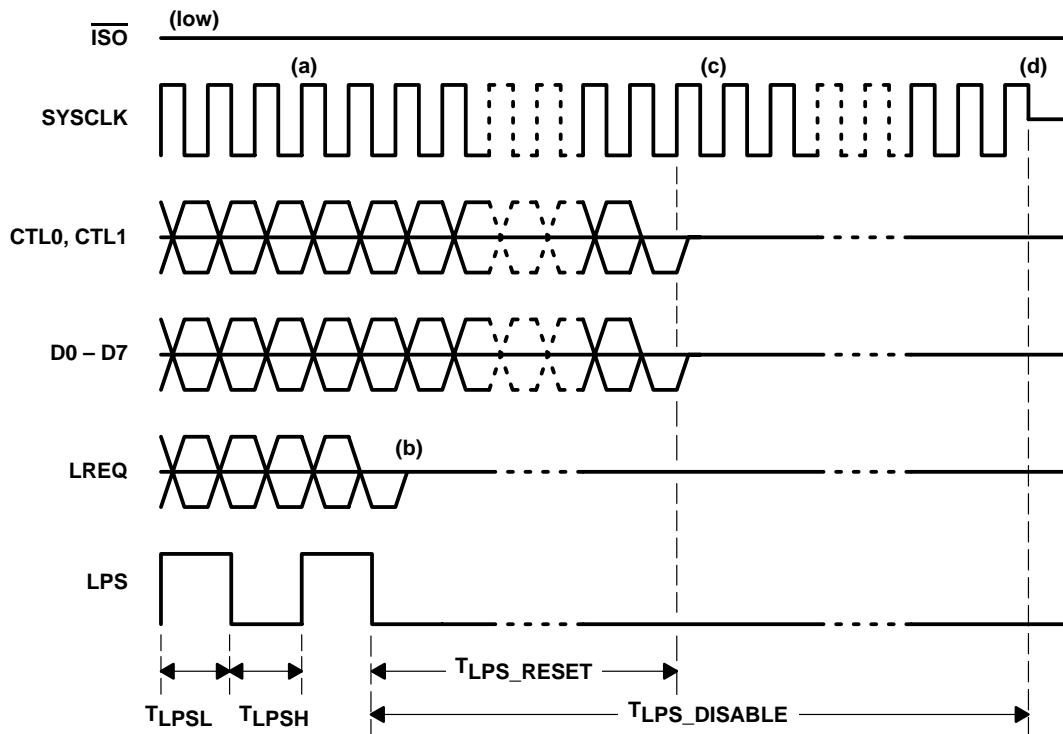 (low)
ISO
(a) (c) (d)
SYSCLK
CTL0, CTL1
D0 – D7
(b)
LREQ
LPS
TLPS_RESET
TLPSL TLPSH TLPS_DISABLE